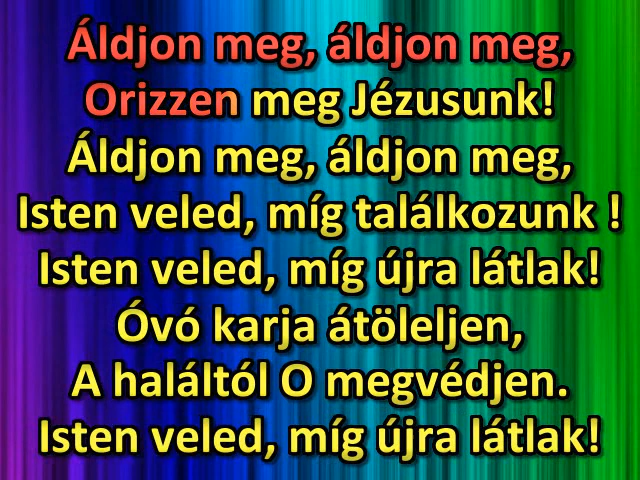 Áldjon meg, áldjon meg,
Orizzen meg Jézusunk!
Áldjon meg, áldjon meg,
Isten veled, míg találkozunk !
Isten veled, míg újra látlak!
Óvó karja átöleljen,
A haláltól O megvédjen.
Isten veled, míg újra látlak!